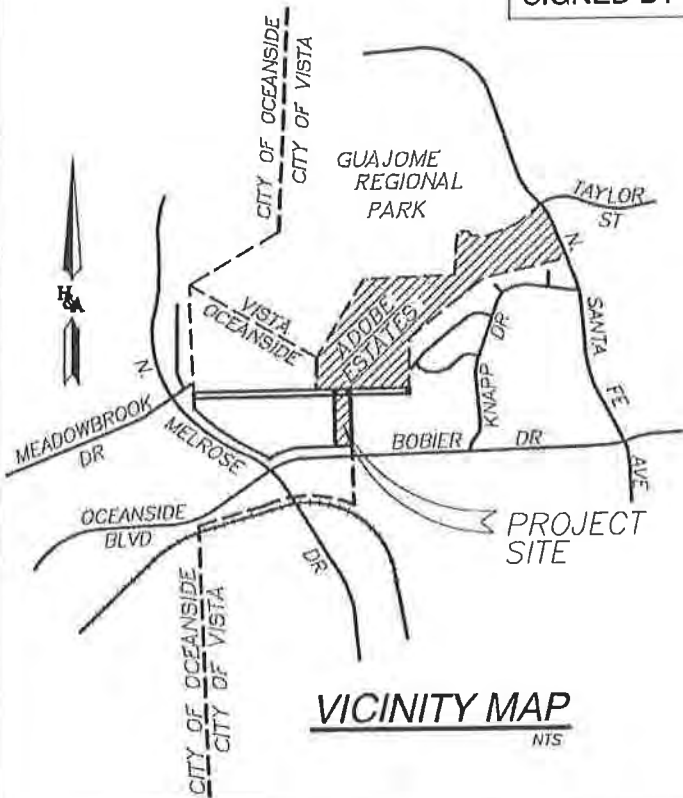 SIGNED BY
CITY OF OCEANSIDE
CITY OF VISTA
GUAJOME
REGIONAL
PARK
TAYLOR
ST
H&A
VISTA
OCEANSIDE
ADOBE
ESTATES
N.
SANTA
FE
AVE
KNAPP
DR
N.
MELROSE
DR
MEADOWBROOK
DR
BOBIER DR
OCEANSIDE
BLVD
PROJECT
SITE
CITY OF OCEANSIDE
CITY OF VISTA
VICINITY MAP
NTS